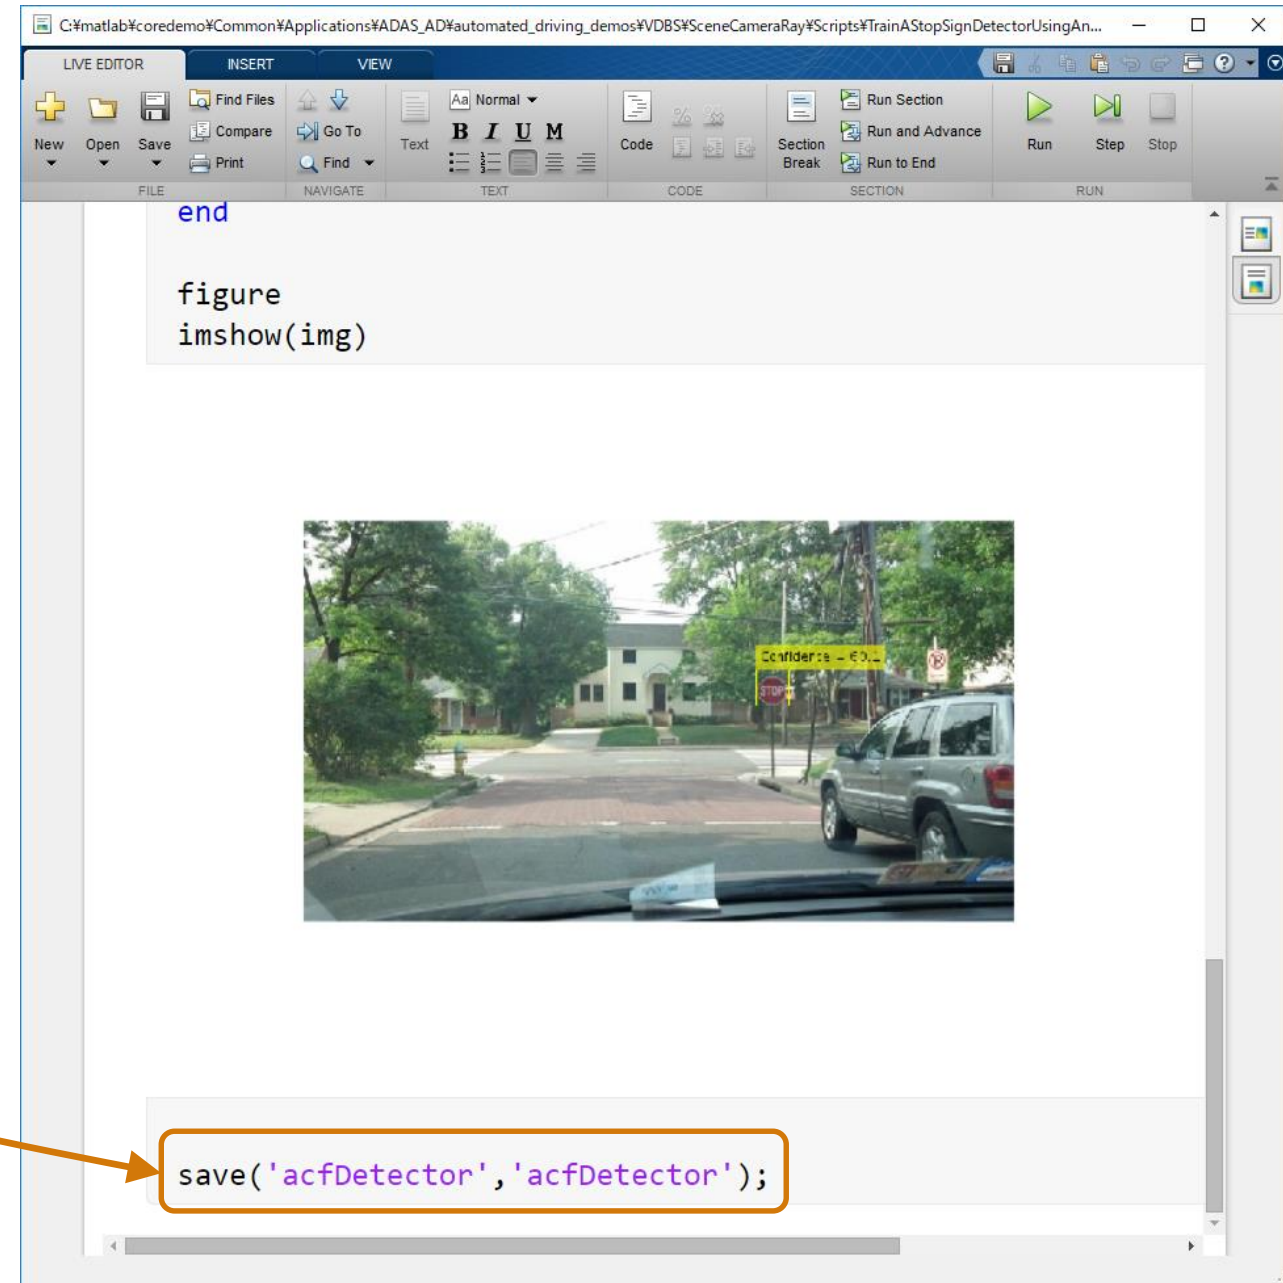 C:¥matlab¥coredemo¥Common¥Applications¥ADAS_AD¥automated_driving_demos¥VDBS¥SceneCameraRay¥Scripts¥TrainAStopSignDetectorUsingAn...
LIVE EDITOR INSERT VIEW
New Open Save
Find Files
Compare
Print
Go To
Find
Text
Aa Normal
B I U M
Code
Section Break
Run Section
Run and Advance
Run to End
Run Step Stop
FILE NAVIGATE TEXT CODE SECTION RUN
end
figure
imshow(img)
Confidence =
STOP
save('acfDetector','acfDetector');